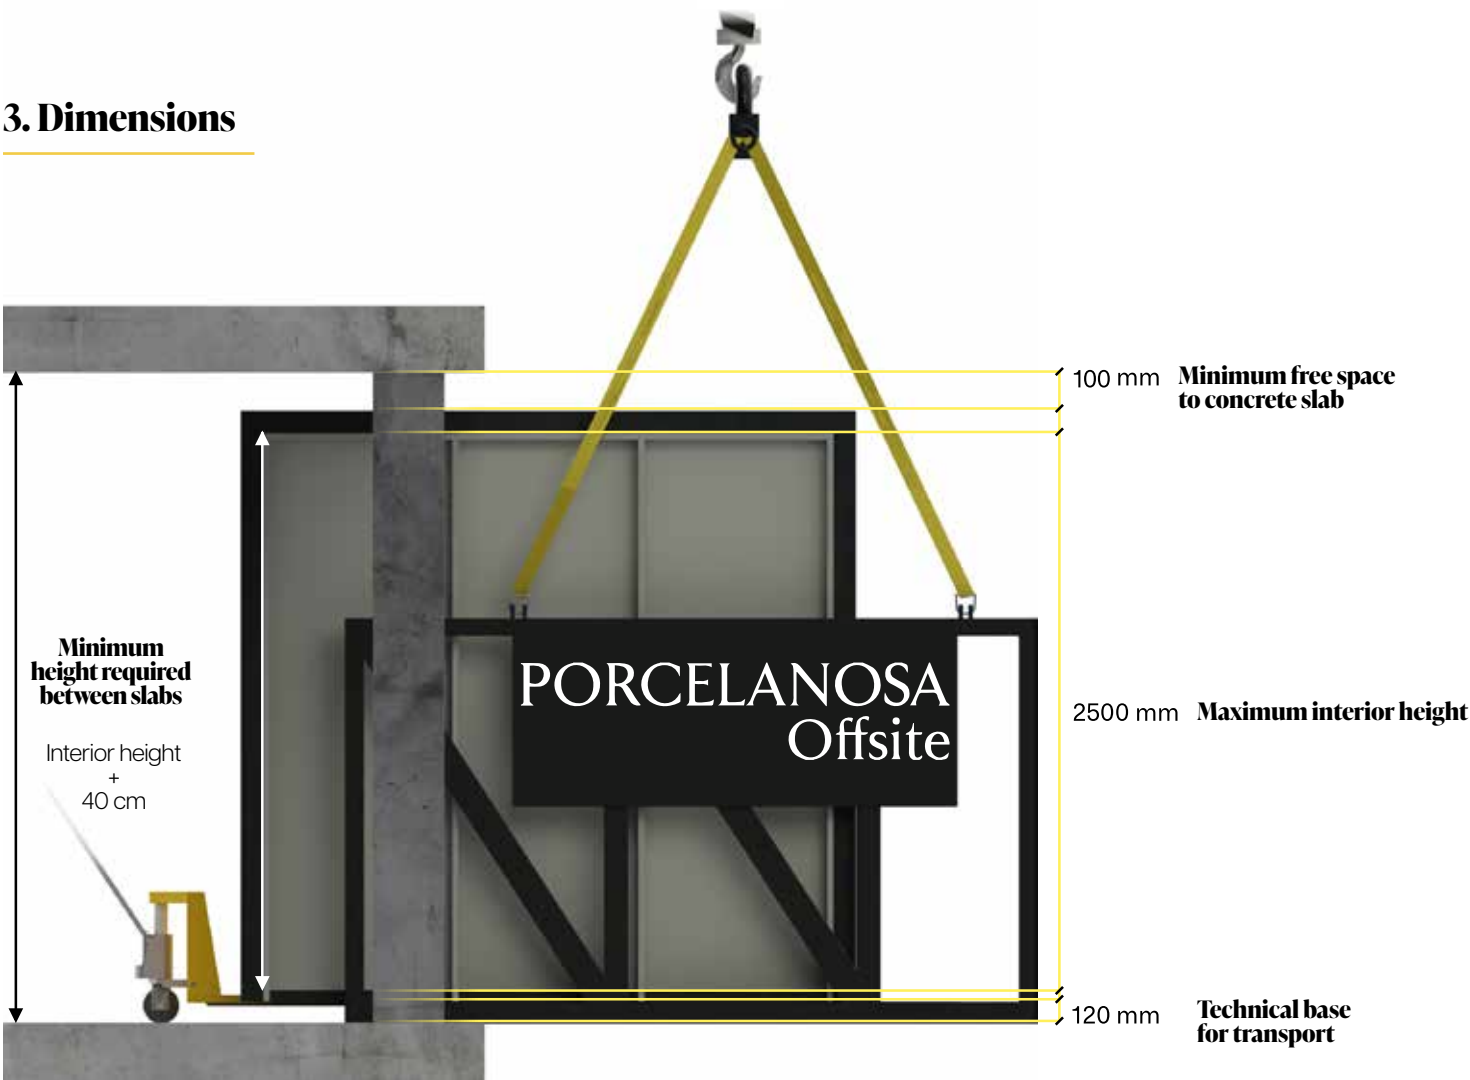 3. Dimensions
100 mm Minimum free space
to concrete slab
Minimum
height required
between slabs
Interior height
+
40 cm
PORCELANOSA
Offsite
2500 mm Maximum interior height
120 mm Technical base
for transport